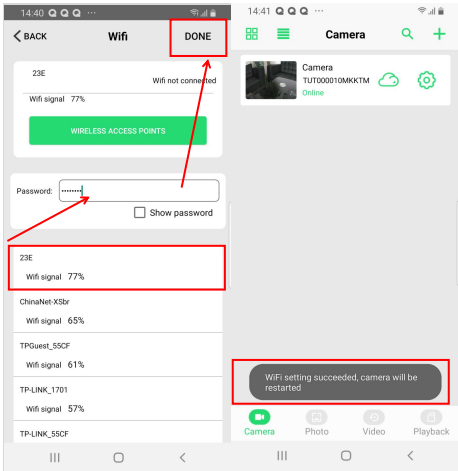 14:40
BACK
Wifi
DONE
23E
Wifi not connected
Wifi signal 77%
WIRELESS ACCESS POINTS
Password: ········
Show password
23E
Wifi signal 77%
ChinaNet-XSbr
Wifi signal 65%
TPGuest_55CF
Wifi signal 61%
TP-LINK_1701
Wifi signal 57%
TP-LINK_55CF
14:41
Camera
Camera
TUT000010MKKTM
Online
WiFi setting succeeded, camera will be
restarted
Camera Photo Video Playback